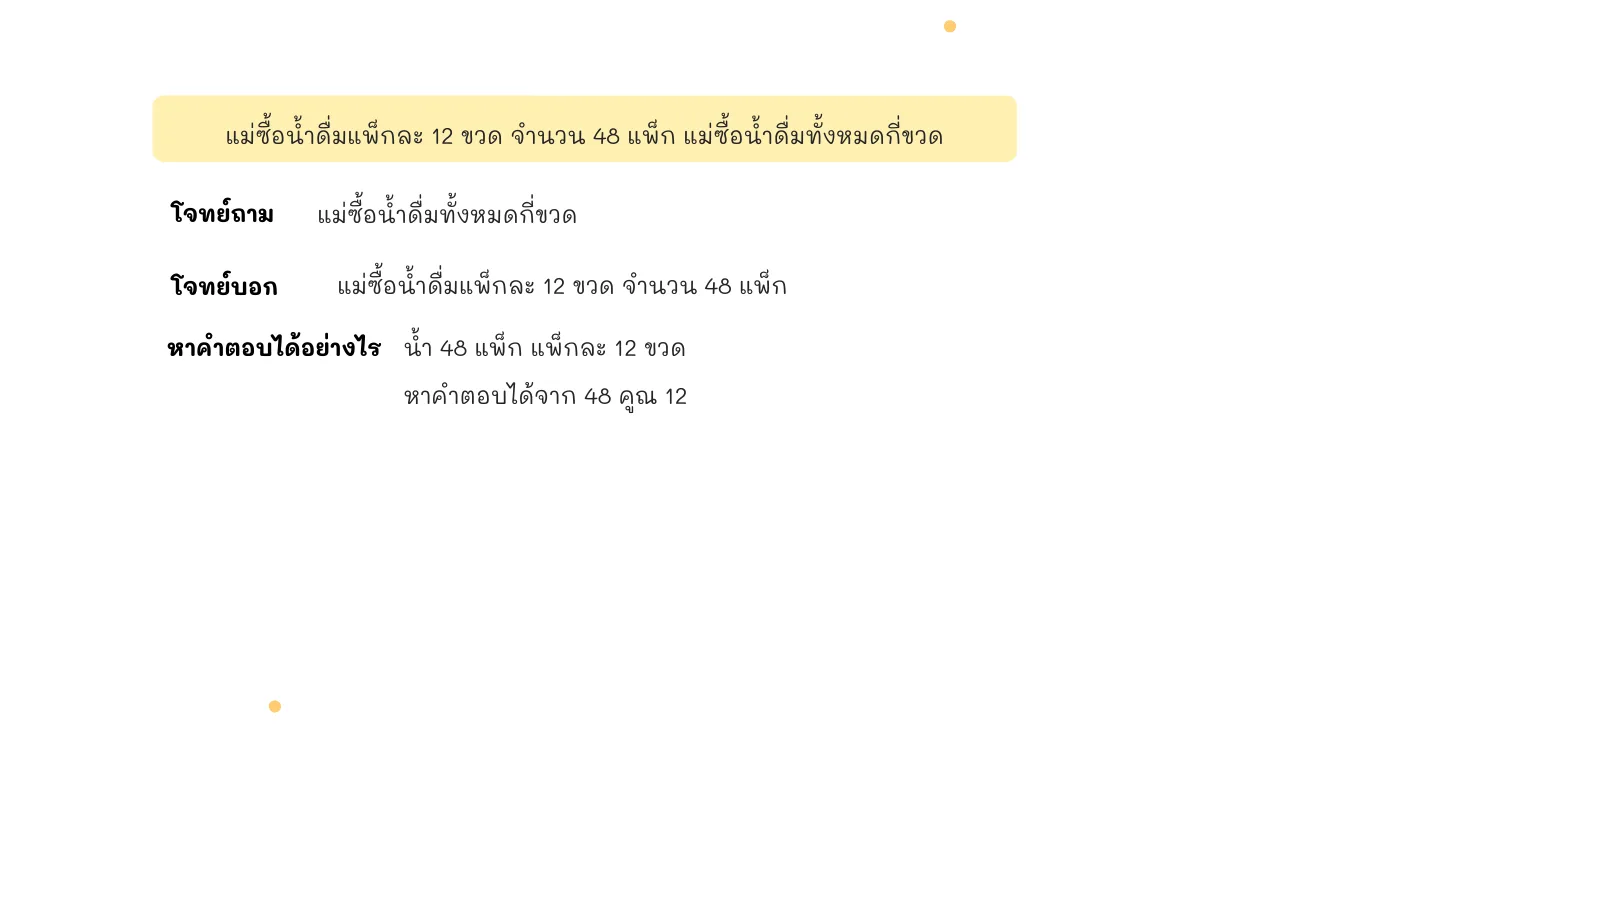 แม่ซื้อน้ำดื่มแพ็กละ 12 ขวด จำนวน 48 แพ็ก แม่ซื้อน้ำดื่มทั้งหมดกี่ขวด
โจทย์ถาม แม่ซื้อน้ำดื่มทั้งหมดกี่ขวด
โจทย์บอก แม่ซื้อน้ำดื่มแพ็กละ 12 ขวด จำนวน 48 แพ็ก
หาคำตอบได้อย่างไร น้ำ 48 แพ็ก แพ็กละ 12 ขวด
หาคำตอบได้จาก 48 คูณ 12